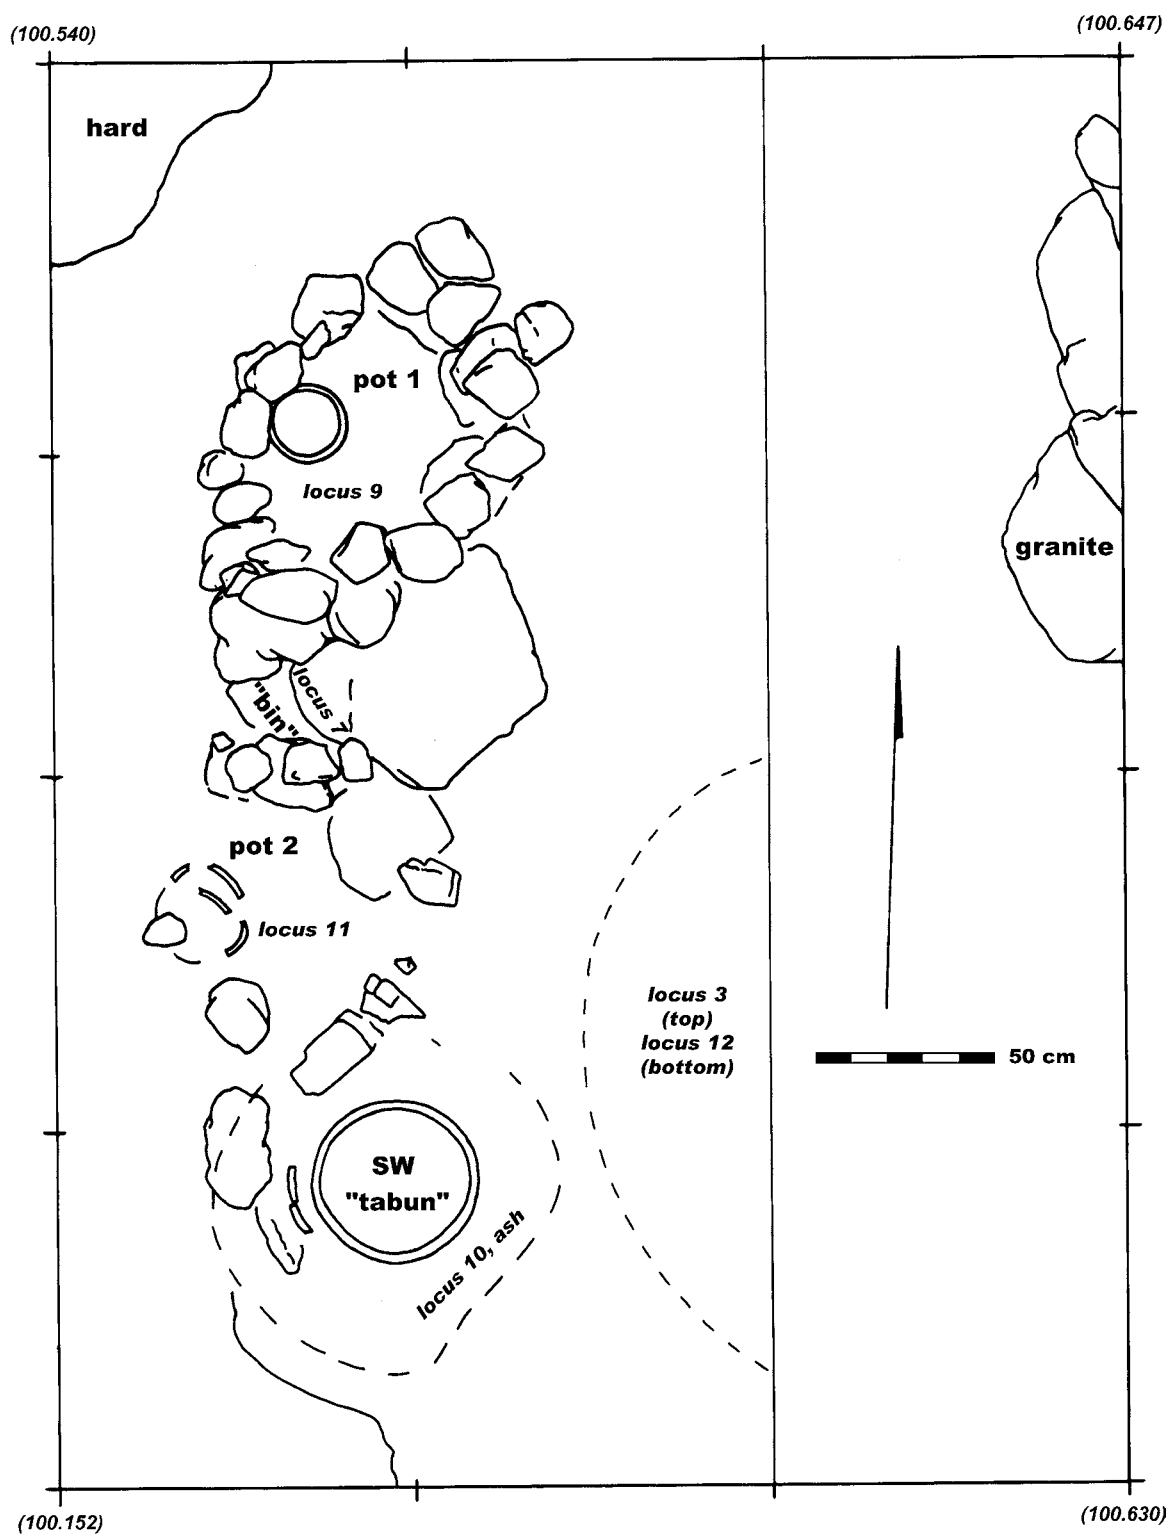 (100.540)
(100.647)
hard
pot 1
locus 9
granite
"bin"
locus 7
pot 2
locus 11
locus 3
(top)
locus 12
(bottom)
50 cm
SW
"tabun"
locus 10, ash
(100.152)
(100.630)